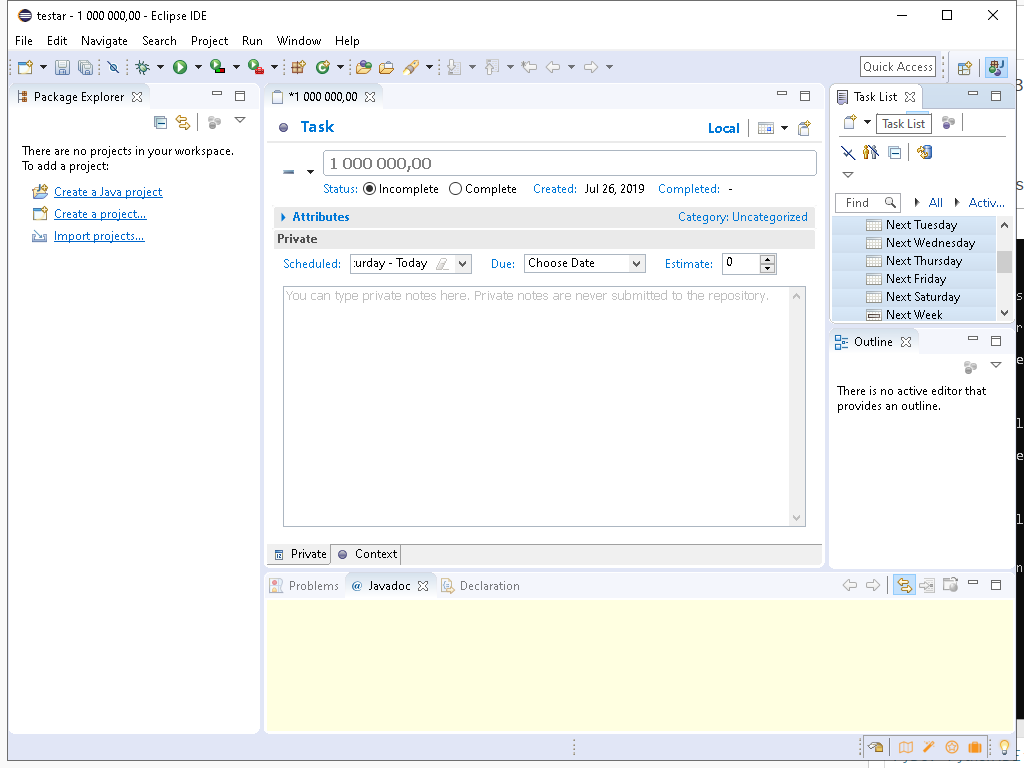 testar - 1 000 000,00 - Eclipse IDE
File Edit Navigate Search Project Run Window Help
Quick Access
Package Explorer
There are no projects in your workspace.
To add a project:
Create a Java project
Create a project...
Import projects...
*1 000 000,00
Task
Local
1 000 000,00
Status: Incomplete Complete Created: Jul 26, 2019 Completed: -
Attributes Category: Uncategorized
Private
Scheduled: :urday - Today Due: Choose Date Estimate: 0
You can type private notes here. Private notes are never submitted to the repository.
Private Context
Problems @ Javadoc Declaration
Task List
Task List
Find All Activ...
Next Tuesday
Next Wednesday
Next Thursday
Next Friday
Next Saturday
Next Week
Outline
There is no active editor that
provides an outline.